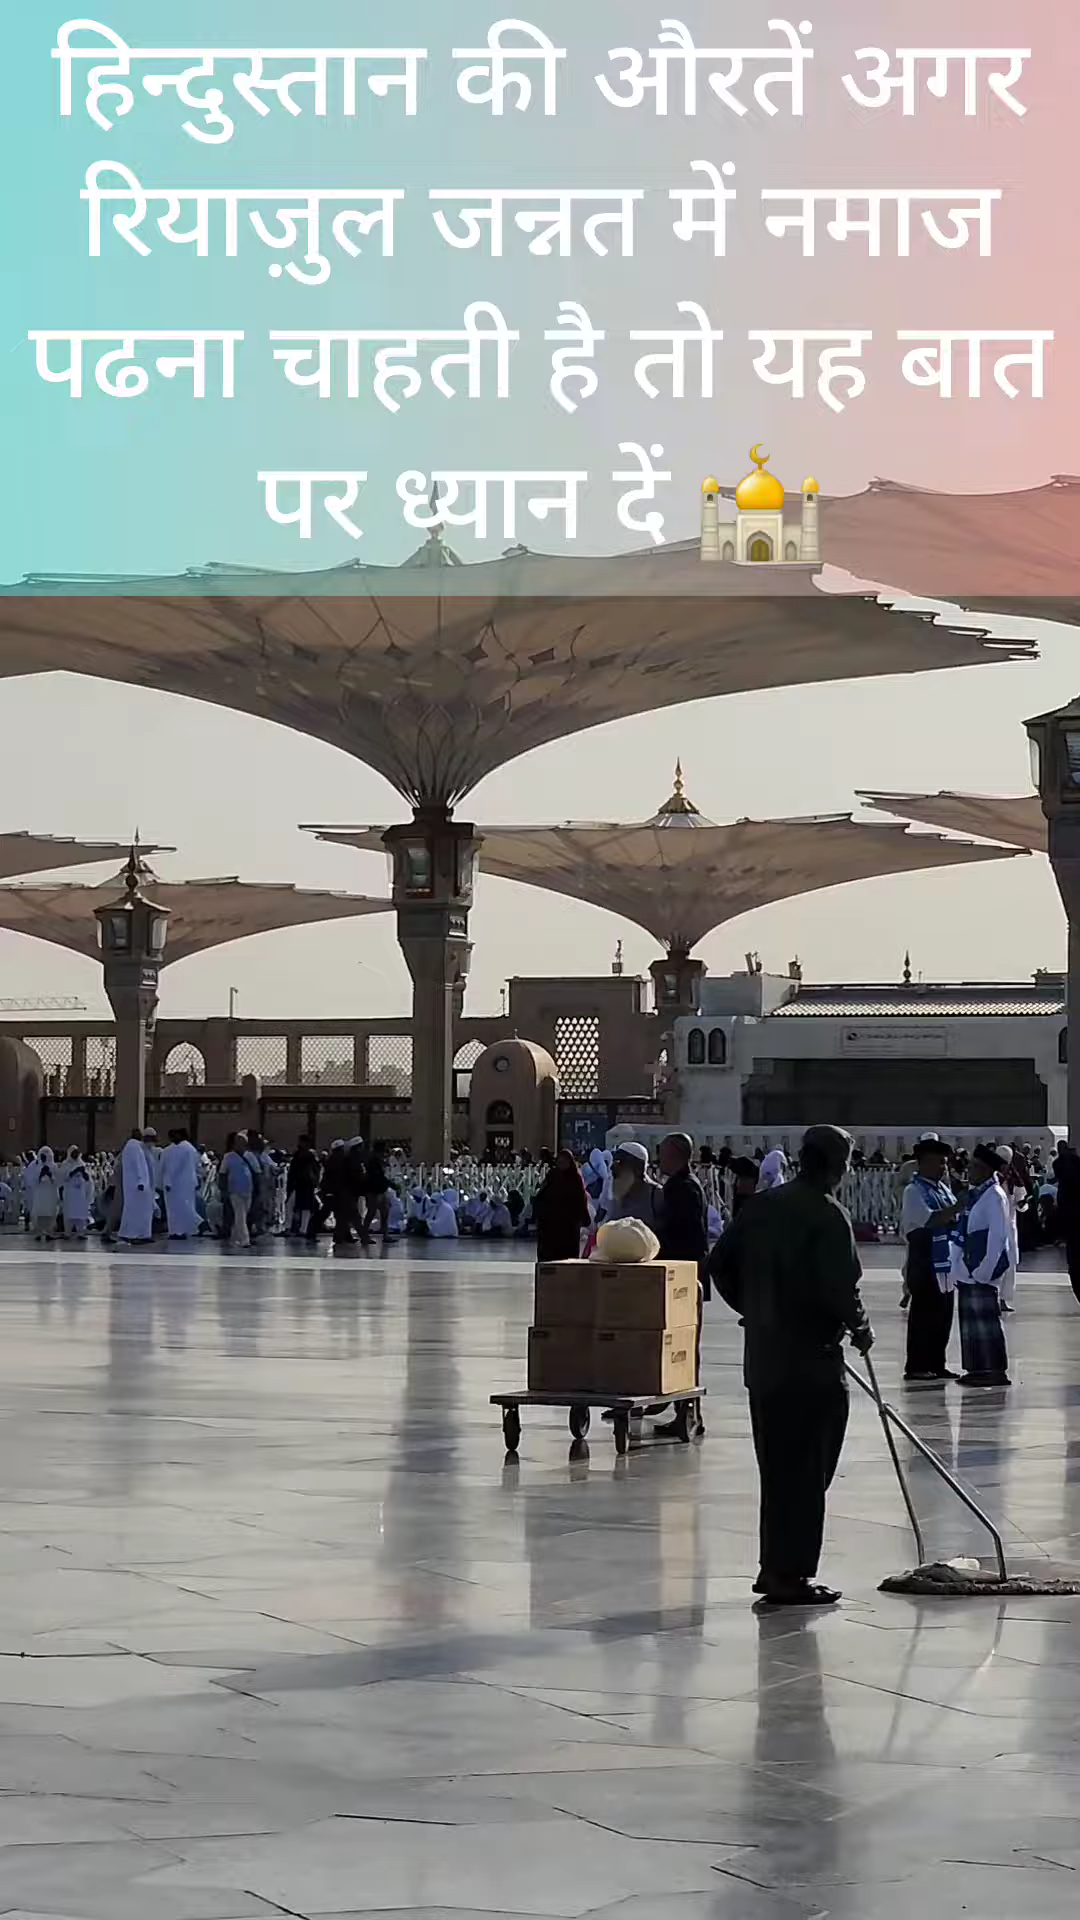 हिन्दुस्तान की औरतें अगर
रियाज़ुल जन्नत में नमाज
पढना चाहती है तो यह बात
पर ध्यान दें 🕌